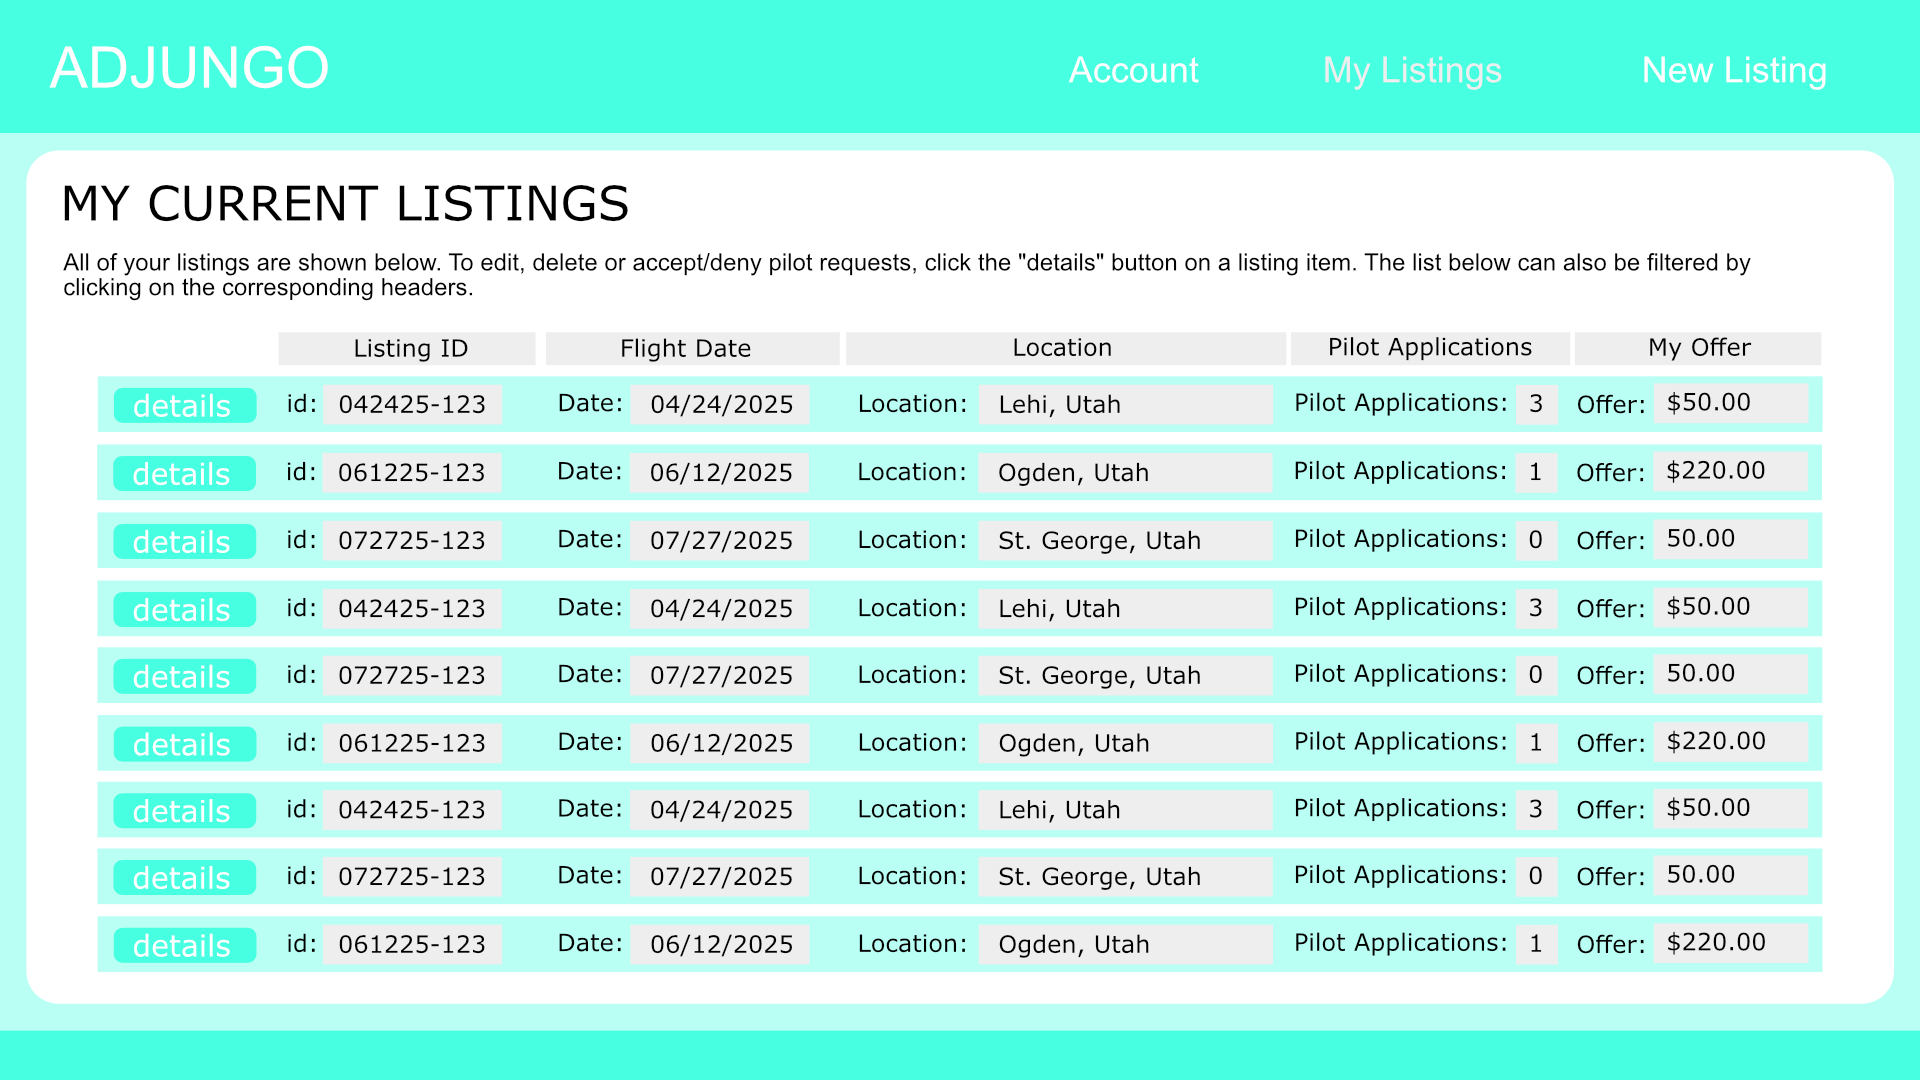 ADJUNGO Account My Listings New Listing
MY CURRENT LISTINGS
All of your listings are shown below. To edit, delete or accept/deny pilot requests, click the "details" button on a listing item. The list below can also be filtered by
clicking on the corresponding headers.
Listing ID Flight Date Location Pilot Applications My Offer
details id: 042425-123 Date: 04/24/2025 Location: Lehi, Utah Pilot Applications: 3 Offer: $50.00
details id: 061225-123 Date: 06/12/2025 Location: Ogden, Utah Pilot Applications: 1 Offer: $220.00
details id: 072725-123 Date: 07/27/2025 Location: St. George, Utah Pilot Applications: 0 Offer: 50.00
details id: 042425-123 Date: 04/24/2025 Location: Lehi, Utah Pilot Applications: 3 Offer: $50.00
details id: 072725-123 Date: 07/27/2025 Location: St. George, Utah Pilot Applications: 0 Offer: 50.00
details id: 061225-123 Date: 06/12/2025 Location: Ogden, Utah Pilot Applications: 1 Offer: $220.00
details id: 042425-123 Date: 04/24/2025 Location: Lehi, Utah Pilot Applications: 3 Offer: $50.00
details id: 072725-123 Date: 07/27/2025 Location: St. George, Utah Pilot Applications: 0 Offer: 50.00
details id: 061225-123 Date: 06/12/2025 Location: Ogden, Utah Pilot Applications: 1 Offer: $220.00